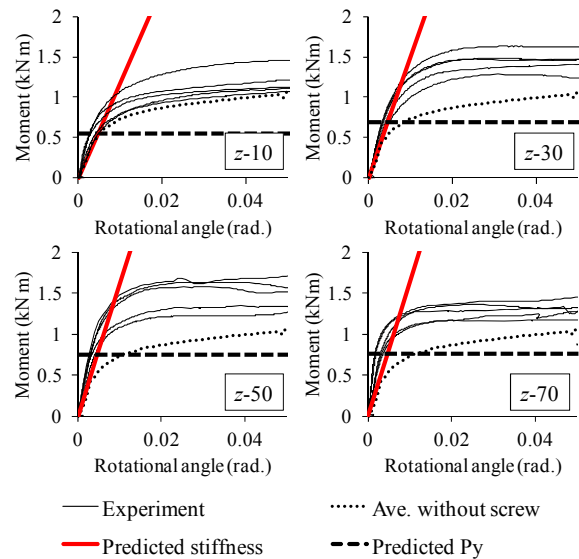 2
1.5
1
0.5
0
Moment (kNm)
z-10
0 0.02 0.04
Rotational angle (rad.)
2
1.5
1
0.5
0
Moment (kNm)
z-30
0 0.02 0.04
Rotational angle (rad.)
2
1.5
1
0.5
0
Moment (kNm)
z-50
0 0.02 0.04
Rotational angle (rad.)
2
1.5
1
0.5
0
Moment (kNm)
z-70
0 0.02 0.04
Rotational angle (rad.)
Experiment
Ave. without screw
Predicted stiffness
Predicted Py